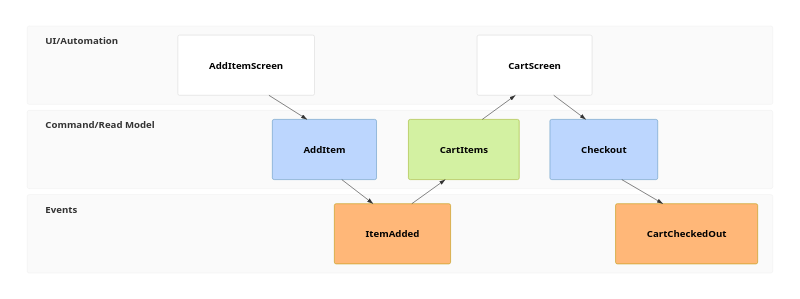 UI/Automation
AddItemScreen
CartScreen
Command/Read Model
AddItem
CartItems
Checkout
Events
ItemAdded
CartCheckedOut